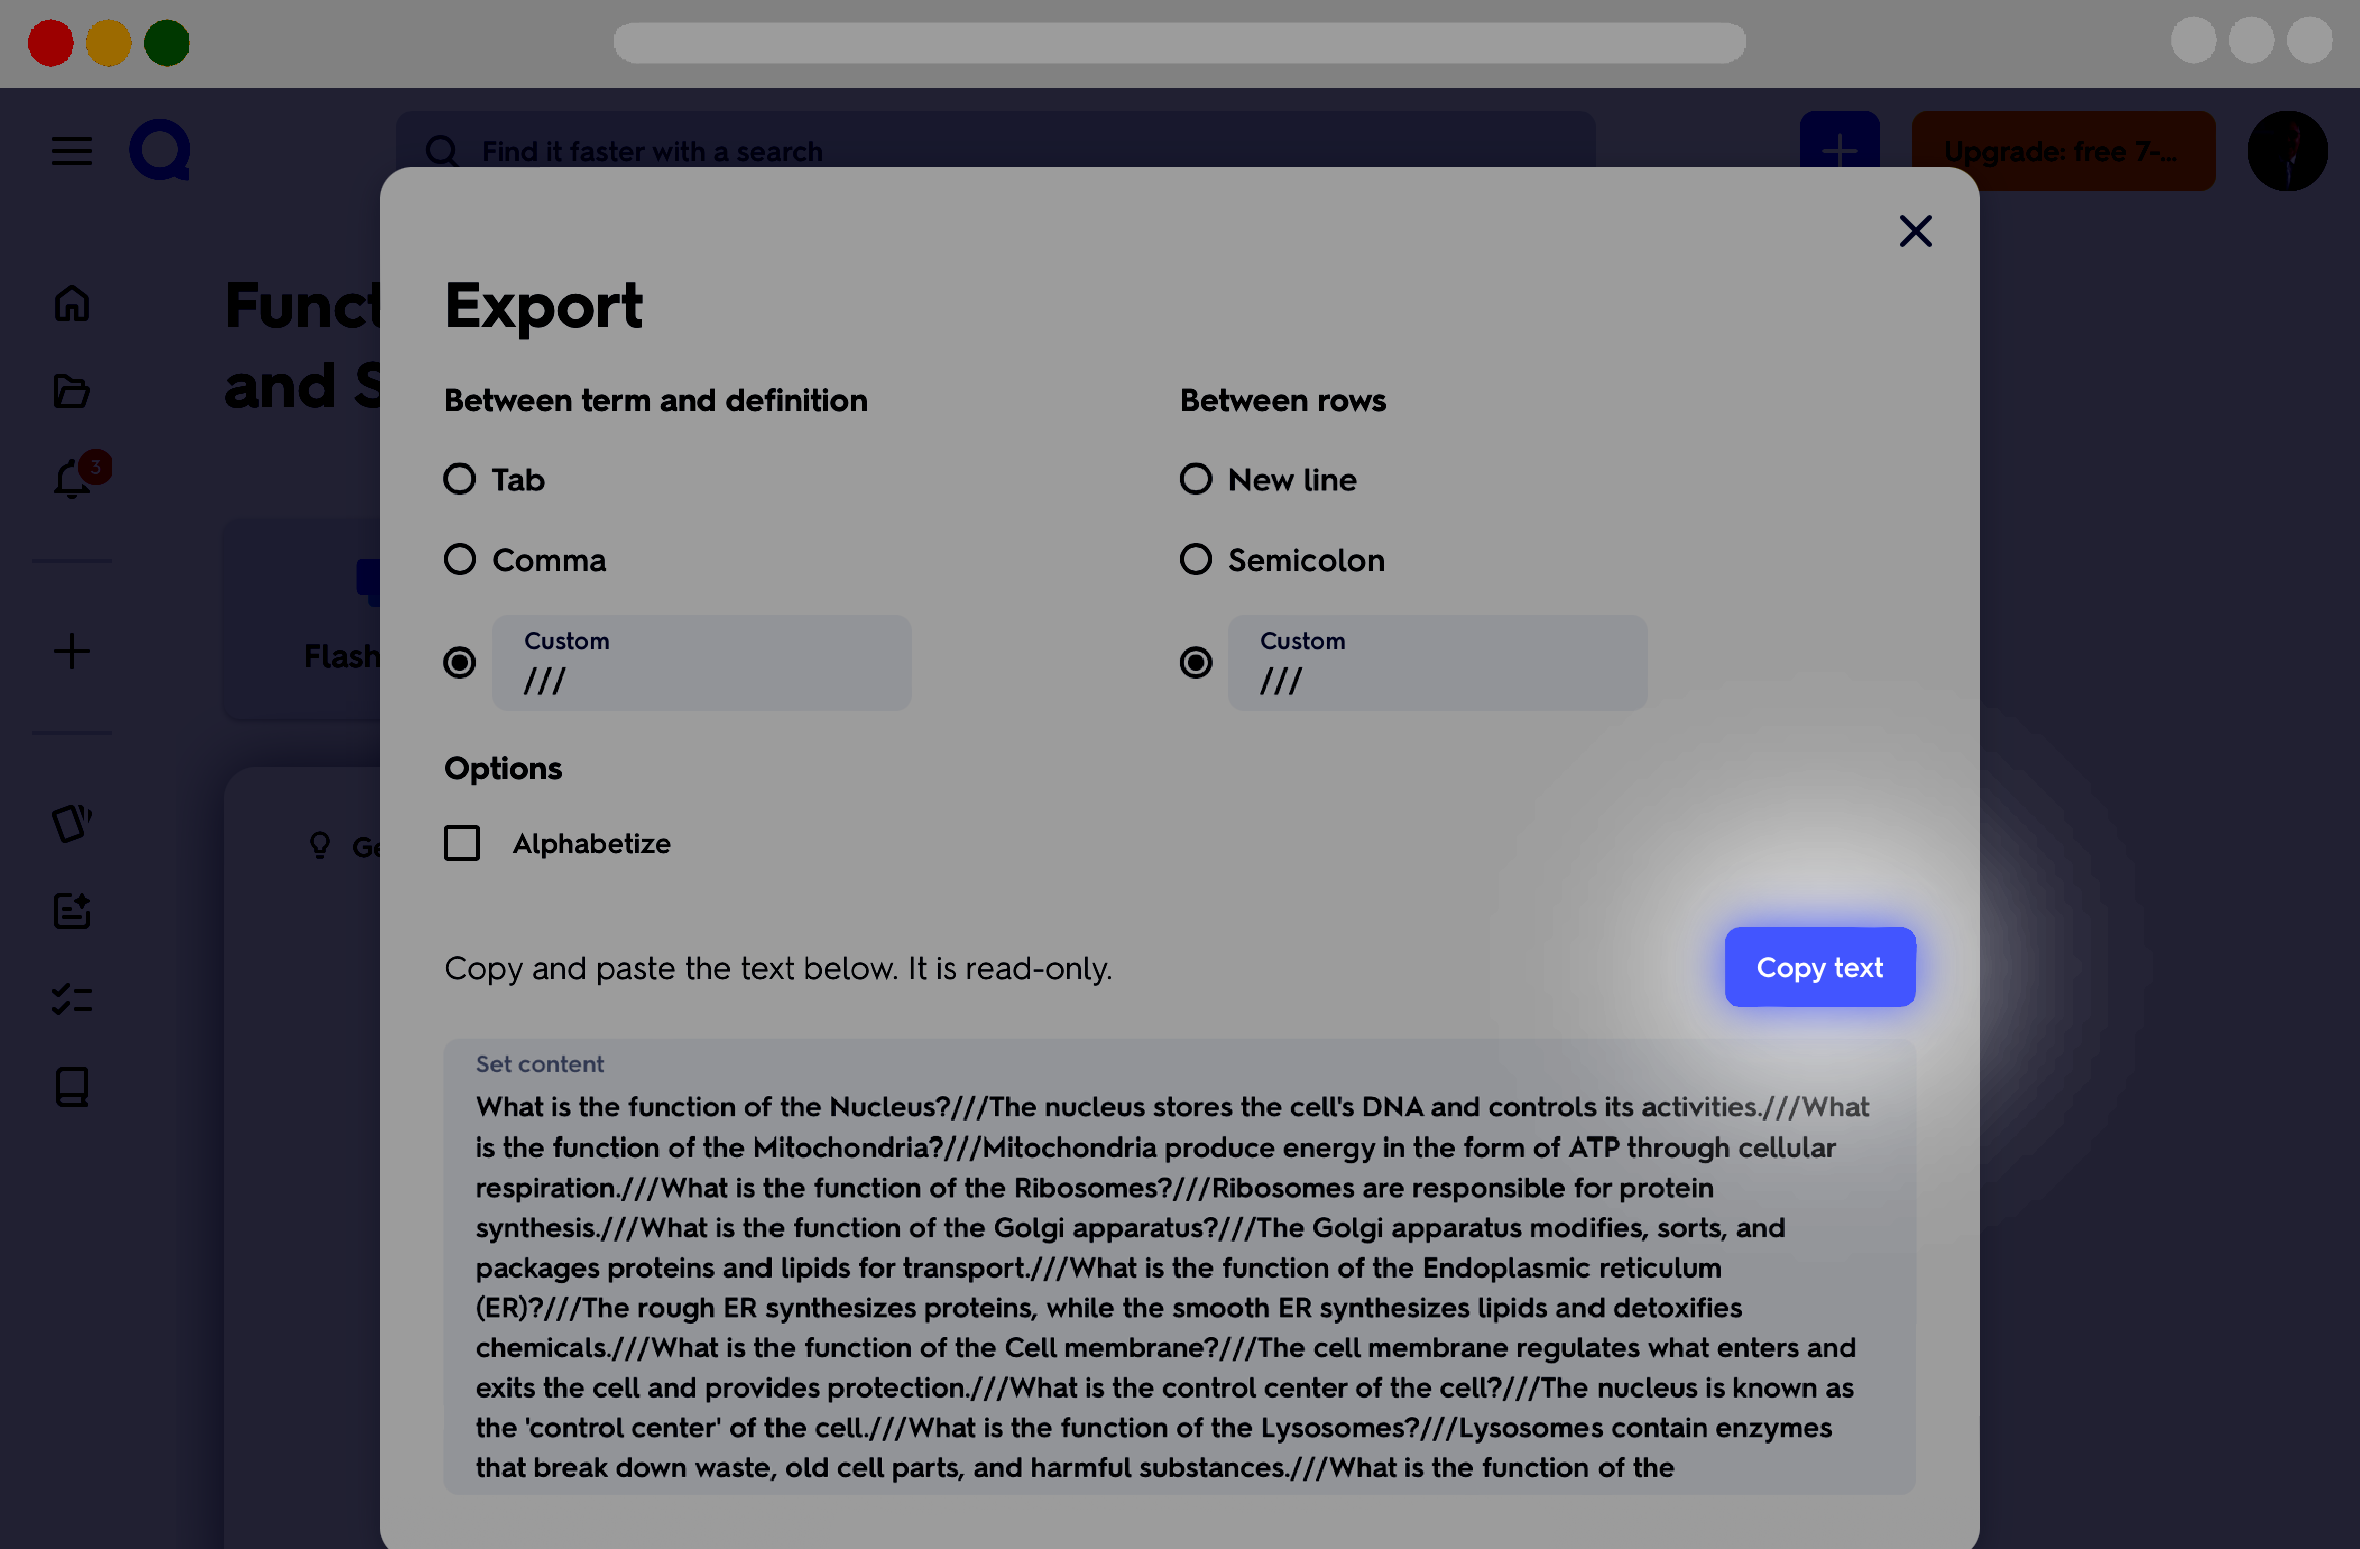 Find it faster with a search
Upgrade: free 7-...
Funct
and S
3
Flash
Ge
Export
Between term and definition
Between rows
Tab
New line
Comma
Semicolon
Custom
///
Custom
///
Options
Alphabetize
Copy and paste the text below. It is read-only.
Copy text
Set content
What is the function of the Nucleus?///The nucleus stores the cell's DNA and controls its activities.///What
is the function of the Mitochondria?///Mitochondria produce energy in the form of ATP through cellular
respiration.///What is the function of the Ribosomes?///Ribosomes are responsible for protein
synthesis.///What is the function of the Golgi apparatus?///The Golgi apparatus modifies, sorts, and
packages proteins and lipids for transport.///What is the function of the Endoplasmic reticulum
(ER)?///The rough ER synthesizes proteins, while the smooth ER synthesizes lipids and detoxifies
chemicals.///What is the function of the Cell membrane?///The cell membrane regulates what enters and
exits the cell and provides protection.///What is the control center of the cell?///The nucleus is known as
the 'control center' of the cell.///What is the function of the Lysosomes?///Lysosomes contain enzymes
that break down waste, old cell parts, and harmful substances.///What is the function of the